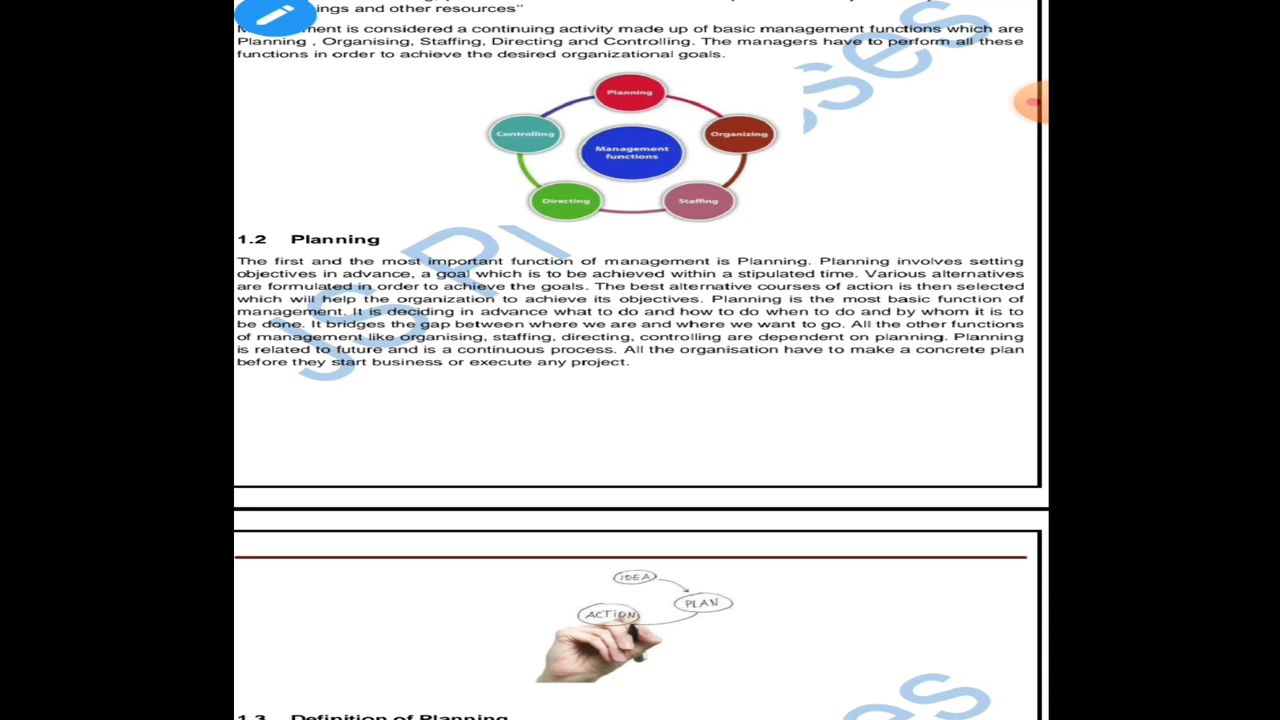 ings and other resources"
ment is considered a continuing activity made up of basic management functions which are
Planning , Organising, Staffing, Directing and Controlling. The managers have to perform all these
functions in order to achieve the desired organizational goals.
Planning
Controlling
Organizing
Management
functions
Directing
Staffing
1.2 Planning
The first and the most important function of management is Planning. Planning involves setting
objectives in advance, a goal which is to be achieved within a stipulated time. Various alternatives
are formulated in order to achieve the goals. The best alternative courses of action is then selected
which will help the organization to achieve its objectives. Planning is the most basic function of
management. It is deciding in advance what to do and how to do when to do and by whom it is to
be done. It bridges the gap between where we are and where we want to go. All the other functions
of management like organising, staffing, directing, controlling are dependent on planning. Planning
is related to future and is a continuous process. All the organisation have to make a concrete plan
before they start business or execute any project.
IDEA
PLAN
ACTION
1.3 Definition of Planning